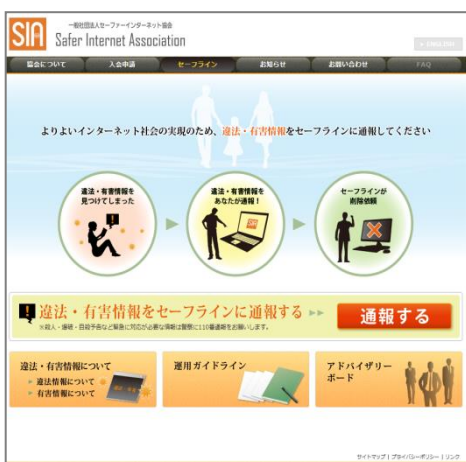 一般社団法人セーファーインターネット協会
SIA Safer Internet Association
ENGLISH
協会について 入会申請 セーフライン お知らせ お問い合わせ FAQ
よりよいインターネット社会の実現のため、違法・有害情報をセーフラインに通報してください
違法・有害情報を
見つけてしまった
違法・有害情報を
あなたが通報！
セーフラインが
削除依頼
違法・有害情報をセーフラインに通報する
通報する
※殺人・爆破・自殺予告など緊急に対応が必要な情報は警察に110番通報をお願いします。
違法・有害情報について
違法情報について
有害情報について
運用ガイドライン
アドバイザリー
ボード
サイトマップ | プライバシーポリシー | リンク